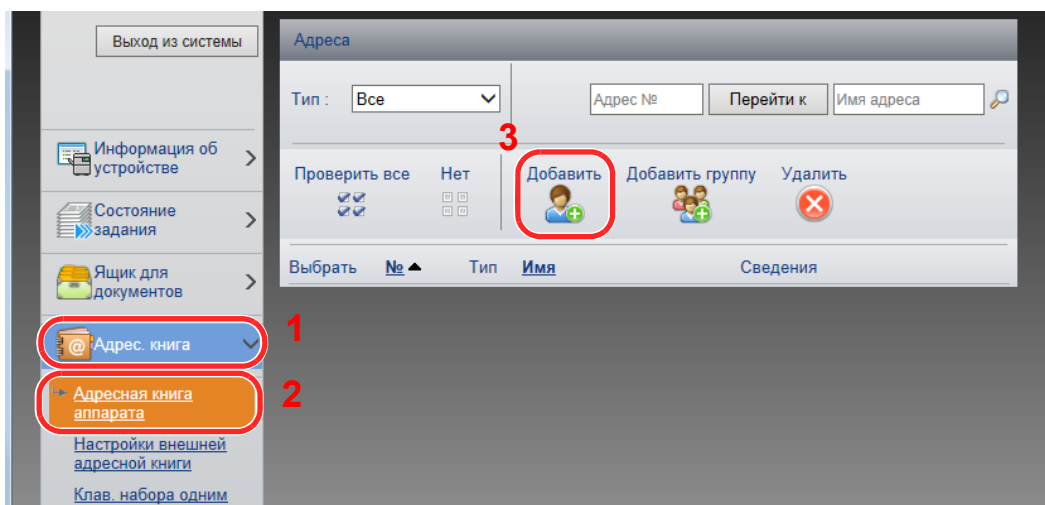 Выход из системы
Информация об
устройстве
Состояние
задания
Ящик для
документов
Адрес. книга
1
Адресная книга
аппарата
2
Настройки внешней
адресной книги
Клав. набора одним
Адреса
Тип : Все Адрес № Перейти к Имя адреса
3
Проверить все Нет Добавить Добавить группу Удалить
Выбрать № Тип Имя Сведения